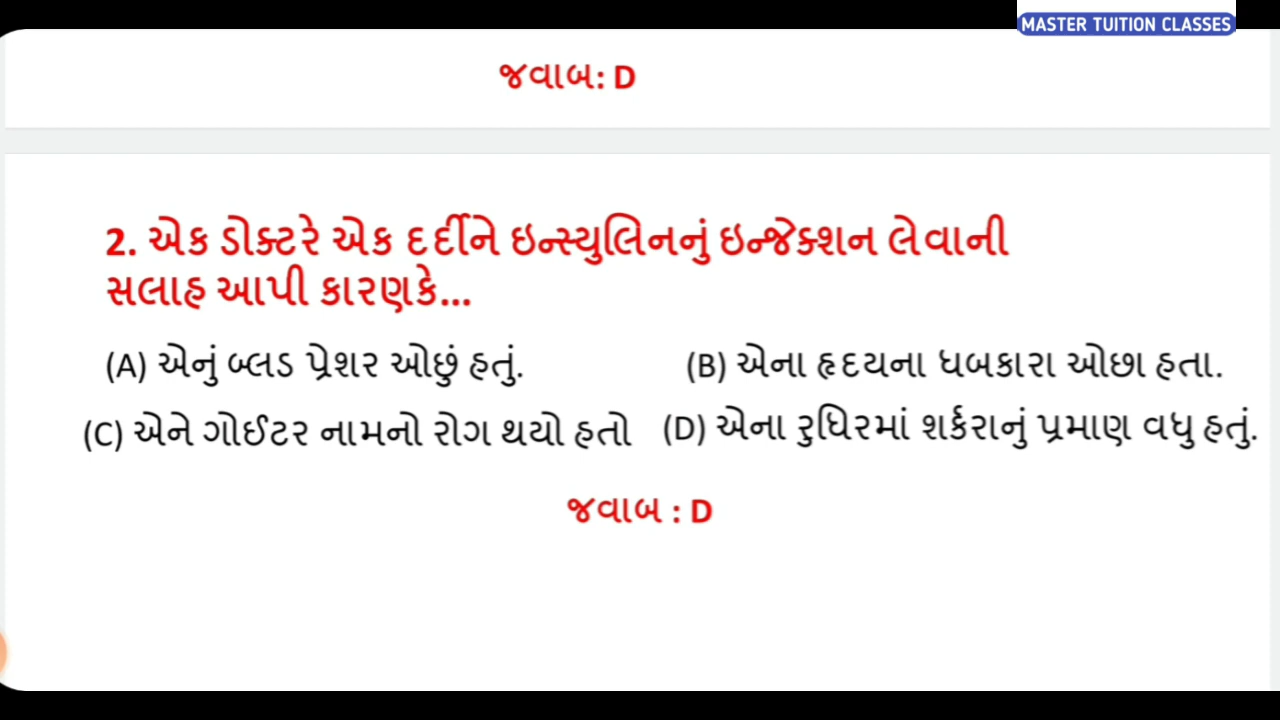 MASTER TUITION CLASSES
જવાબ: D
2. એક ડોક્ટરે એક દર્દીને ઇન્સ્યુલિનનું ઇન્જેક્શન લેવાની
સલાહ આપી કારણકે...
(A) એનું બ્લડ પ્રેશર ઓછું હતું.
(B) એના હૃદયના ધબકારા ઓછા હતા.
(C) એને ગોઈટર નામનો રોગ થયો હતો
(D) એના રુધિરમાં શર્કરાનું પ્રમાણ વધુ હતું.
જવાબ : D